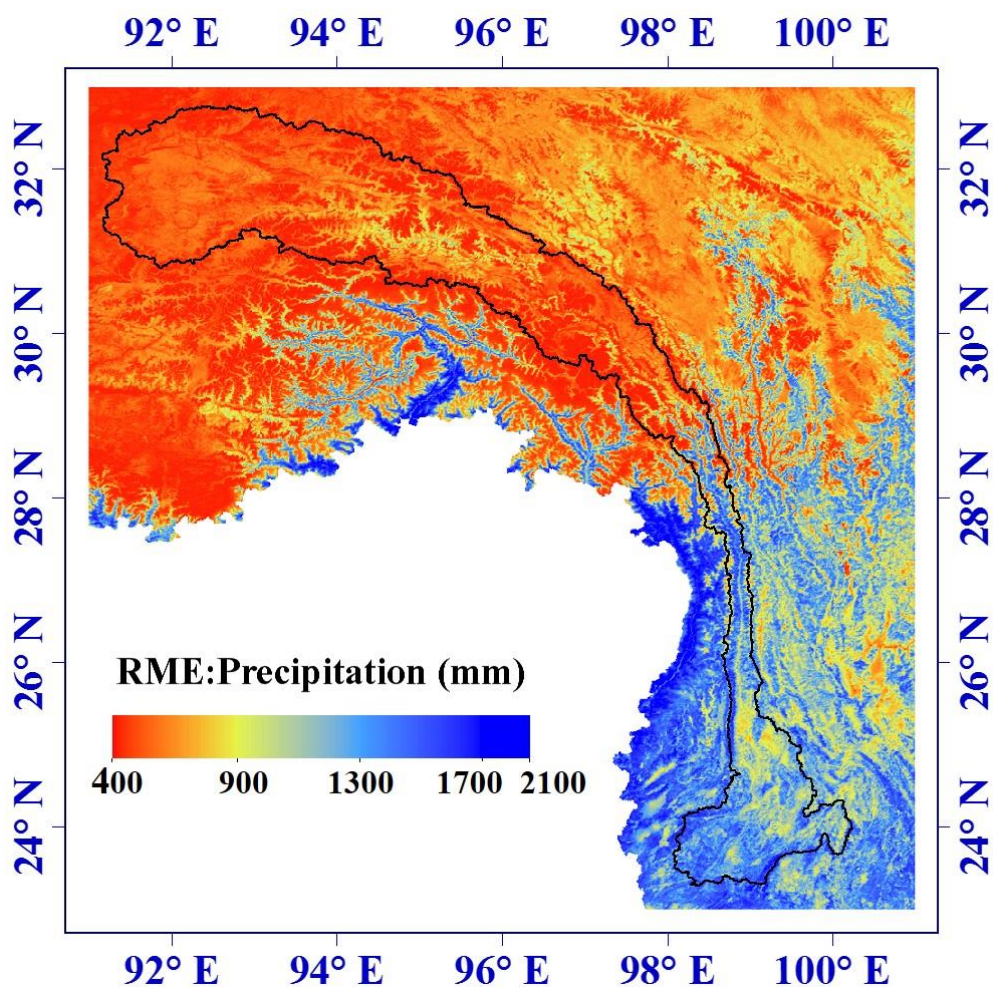 92° E 94° E 96° E 98° E 100° E
32° N 32° N
30° N 30° N
28° N 28° N
26° N 26° N
RME:Precipitation (mm)
400 900 1300 1700 2100
24° N 24° N
92° E 94° E 96° E 98° E 100° E